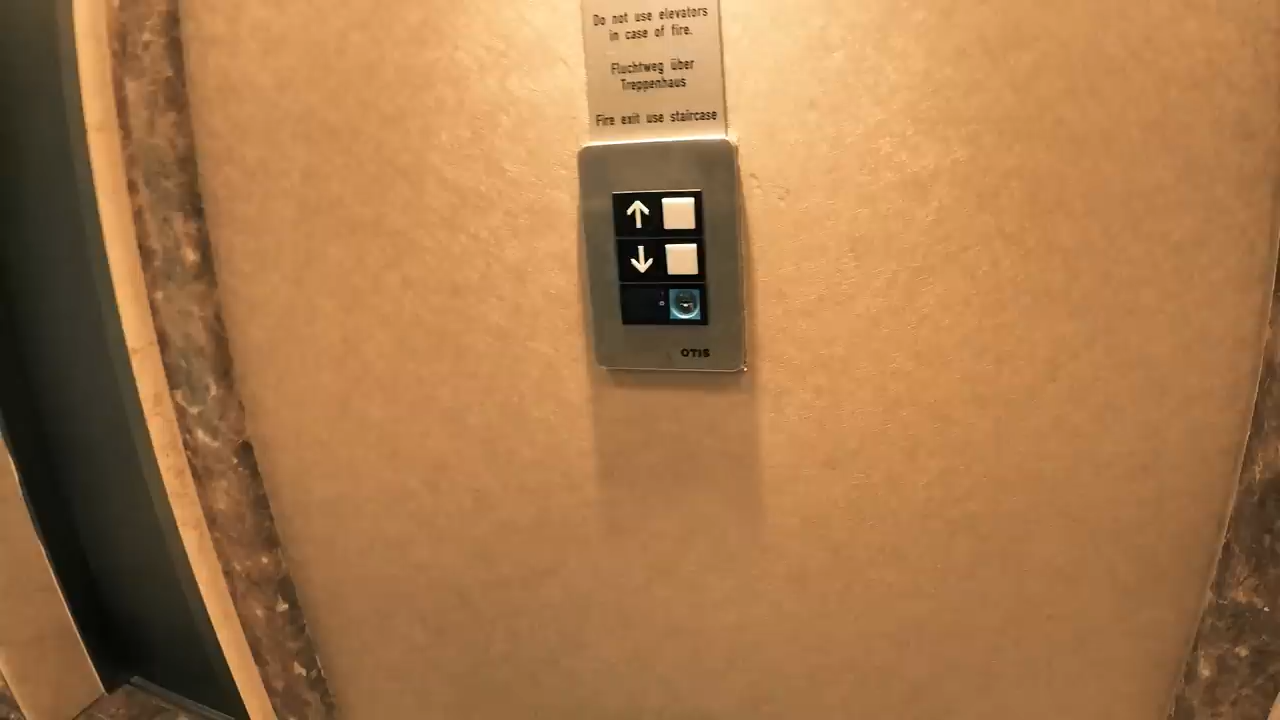 Do not use elevators
in case of fire.
Fluchtweg über
Treppenhaus
Fire exit use staircase
OTIS